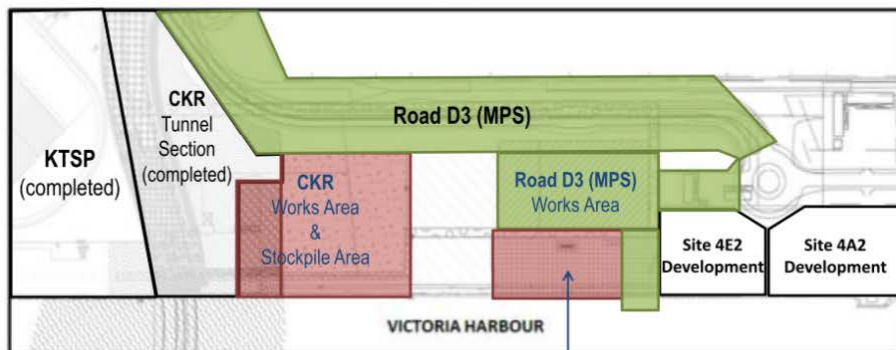 KTSP
(completed)
CKR
Tunnel
Section
(completed)
Road D3 (MPS)
CKR
Works Area
&
Stockpile Area
Road D3 (MPS)
Works Area
Site 4E2
Development
Site 4A2
Development
VICTORIA HARBOUR